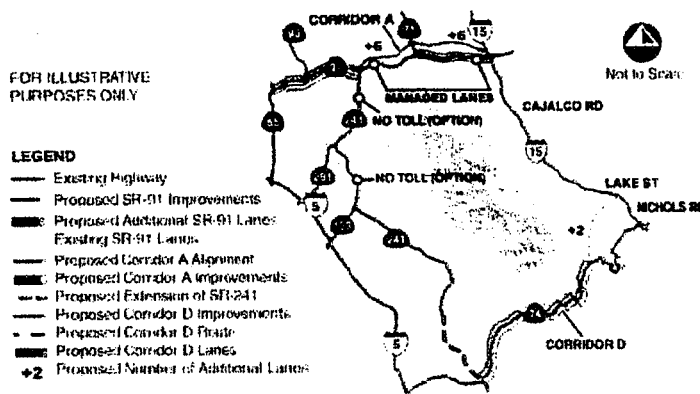 CORRIDOR A
+6
+6
15
FOR ILLUSTRATIVE
PURPOSES ONLY
Not to Scale
MANAGED LANES
NO TOLL (OPTION)
CAJALCO RD
15
NO TOLL (OPTION)
LAKE ST
NICHOLS RD
5
+2
LEGEND
Existing Highway
Proposed SR-91 Improvements
Proposed Additional SR-91 Lanes
Existing SR-91 Lanes
Proposed Corridor A Alignment
Proposed Corridor A Improvements
Proposed Extension of SR-241
Proposed Corridor D Improvements
Proposed Corridor D Route
Proposed Corridor D Lanes
+2 Proposed Number of Additional Lanes
241
74
5
CORRIDOR D